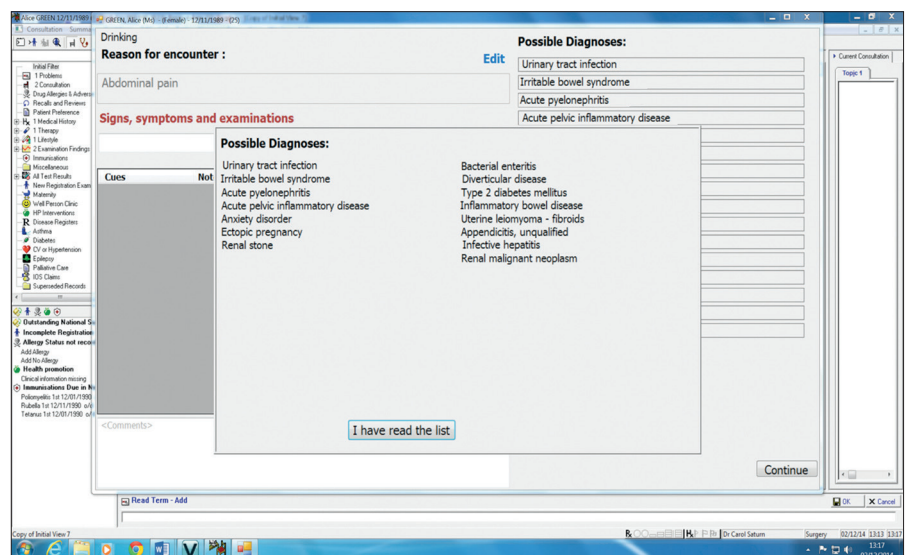 Alice GREEN 12/11/1989
GREEN, Alice (Ms) - (Female) - 12/11/1989 - (25)
Consultation Summa
Drinking
Reason for encounter :
Edit
Abdominal pain
Signs, symptoms and examinations
Cues
Not
<Comments>
Possible Diagnoses:
Urinary tract infection
Irritable bowel syndrome
Acute pyelonephritis
Acute pelvic inflammatory disease
Possible Diagnoses:
Urinary tract infection
Irritable bowel syndrome
Acute pyelonephritis
Acute pelvic inflammatory disease
Anxiety disorder
Ectopic pregnancy
Renal stone
Bacterial enteritis
Diverticular disease
Type 2 diabetes mellitus
Inflammatory bowel disease
Uterine leiomyoma - fibroids
Appendicitis, unqualified
Infective hepatitis
Renal malignant neoplasm
I have read the list
Continue
Current Consultation
Topic 1
Initial Filter
1 Problems
2 Consultation
Drug Allergies & Advers
Recalls and Reviews
Patient Preference
1 Medical History
1 Therapy
1 Lifestyle
2 Examination Findings
Immunisations
Miscellaneous
All Test Results
New Registration Exam
Maternity
Well Person Clinic
HP Interventions
Disease Registers
Asthma
Diabetes
CV or Hypertension
Epilepsy
Palliative Care
IOS Claims
Superseded Records
Outstanding National S
Incomplete Registration
Allergy Status not reco
Add Allergy
Add No Allergy
Health promotion
Clinical information missing
Immunisations Due in N
Poliomyelitis 1st 12/01/1990
Rubella 1st 12/11/1990
Tetanus 1st 12/01/1990
Read Term - Add
OK
Cancel
Copy of Initial View 7
Dr Carol Saturn
Surgery
02/12/14
13:13
13:17
13:17
02/12/2014